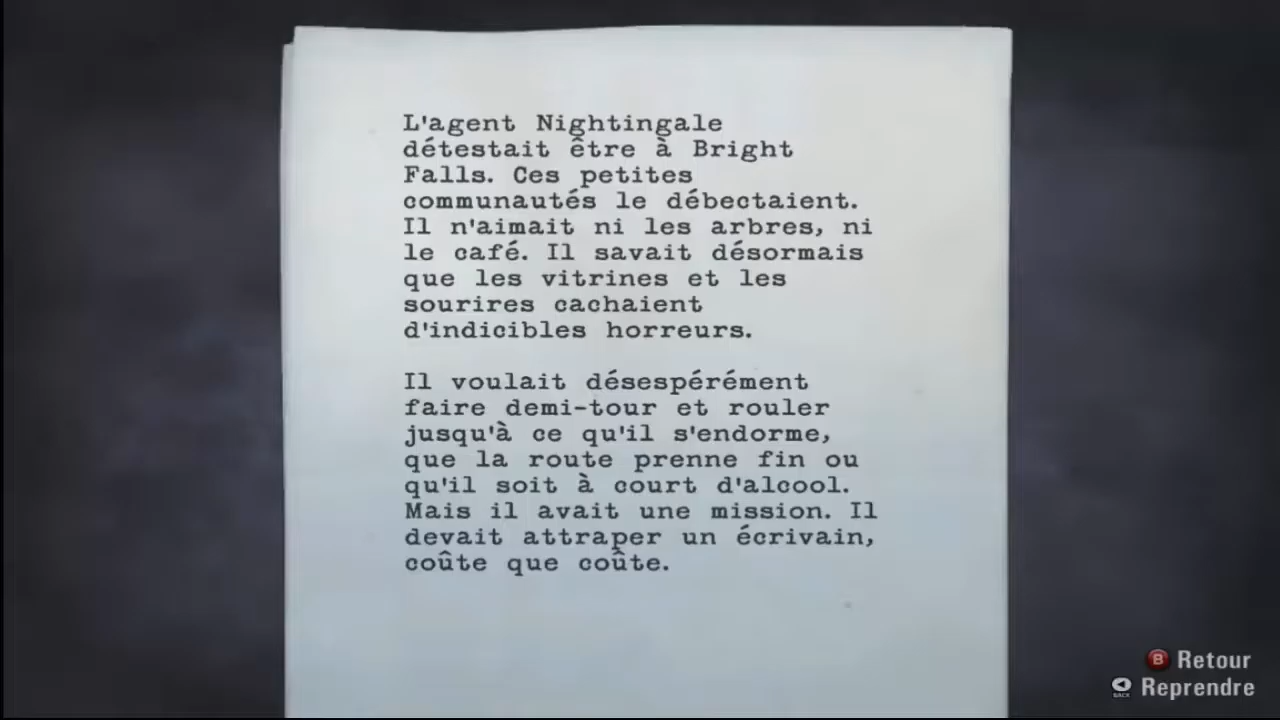 L'agent Nightingale
détestait être à Bright
Falls. Ces petites
communautés le débectaient.
Il n'aimait ni les arbres, ni
le café. Il savait désormais
que les vitrines et les
sourires cachaient
d'indicibles horreurs.
Il voulait désespérément
faire demi-tour et rouler
jusqu'à ce qu'il s'endorme,
que la route prenne fin ou
qu'il soit à court d'alcool.
Mais il avait une mission. Il
devait attraper un écrivain,
coûte que coûte.
B Retour
BACK Reprendre